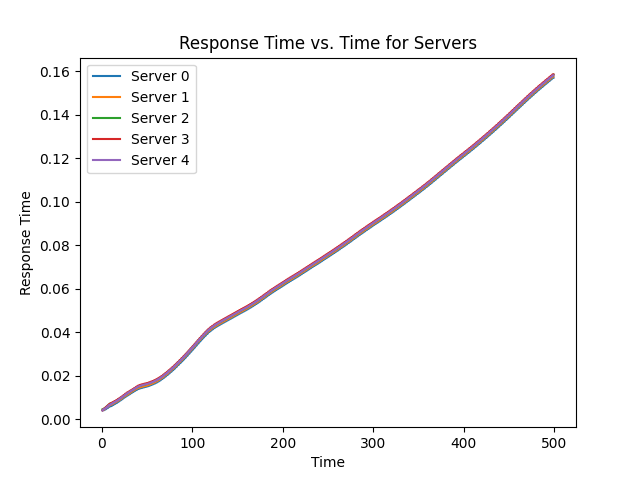 Response Time vs. Time for Servers
Server 0
Server 1
Server 2
Server 3
Server 4
Response Time
0.16
0.14
0.12
0.10
0.08
0.06
0.04
0.02
0.00
0 100 200 300 400 500
Time